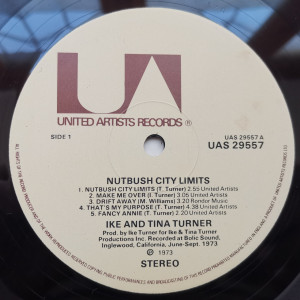 UA
UNITED ARTISTS RECORDS ®
SIDE 1
UAS 29557 A
UAS 29557
NUTBUSH CITY LIMITS
1. NUTBUSH CITY LIMITS (T. Turner) 2.55 United Artists
2. MAKE ME OVER (I. Turner) 3.05 United Artists
3. DRIFT AWAY (M. Williams) 3.20 Rondor Music
4. THAT'S MY PURPOSE (T. Turner) 4.38 United Artists
5. FANCY ANNIE (T. Turner) 2.20 United Artists
IKE AND TINA TURNER
Prod. by Ike Turner for Ike & Tina Turner
Productions Inc. Recorded at Bolic Sound,
Inglewood, California, June-Sept. 1973
Ⓟ 1973
STEREO